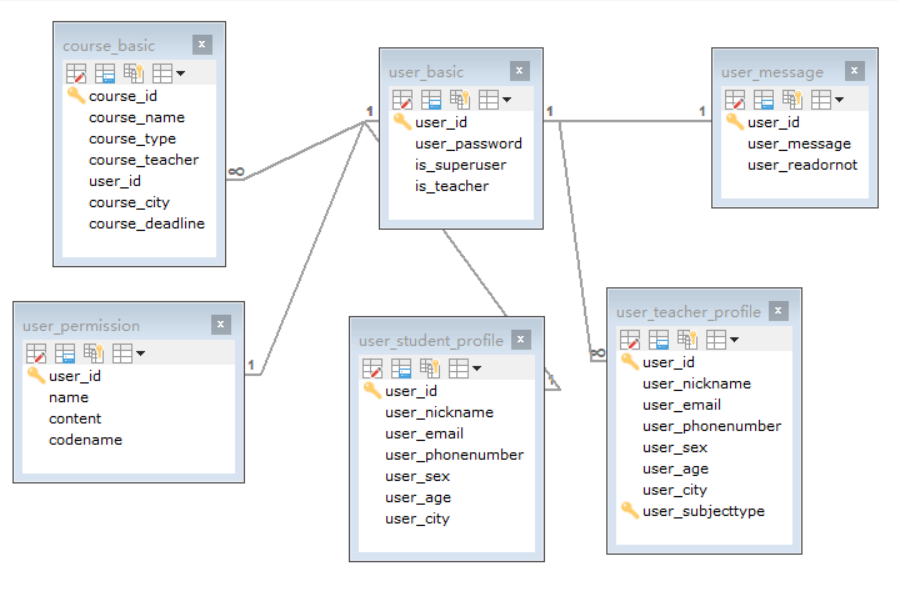 course_basic
course_id
course_name
course_type
course_teacher
user_id
course_city
course_deadline
user_basic
user_id
user_password
is_superuser
is_teacher
user_message
user_id
user_message
user_readornot
1
1
1
∞
1
1
∞
user_permission
user_id
name
content
codename
user_student_profile
user_id
user_nickname
user_email
user_phonenumber
user_sex
user_age
user_city
user_teacher_profile
user_id
user_nickname
user_email
user_phonenumber
user_sex
user_age
user_city
user_subjecttype